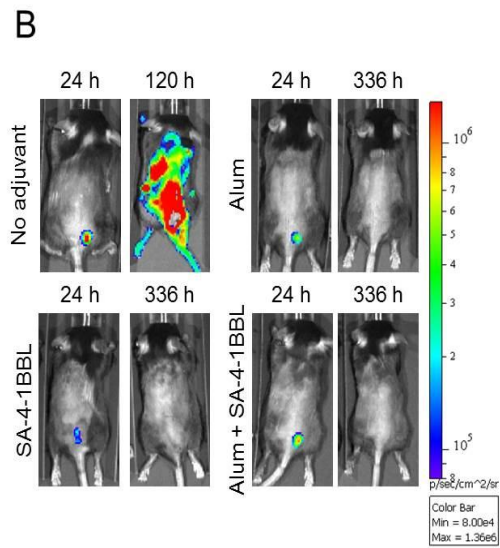 B
24 h
120 h
24 h
336 h
No adjuvant
Alum
24 h
336 h
24 h
336 h
SA-4-1BBL
Alum + SA-4-1BBL
10^6
8
7
6
5
4
3
2
10^5
8
p/sec/cm^2/sr
Color Bar
Min = 8.00e4
Max = 1.36e6